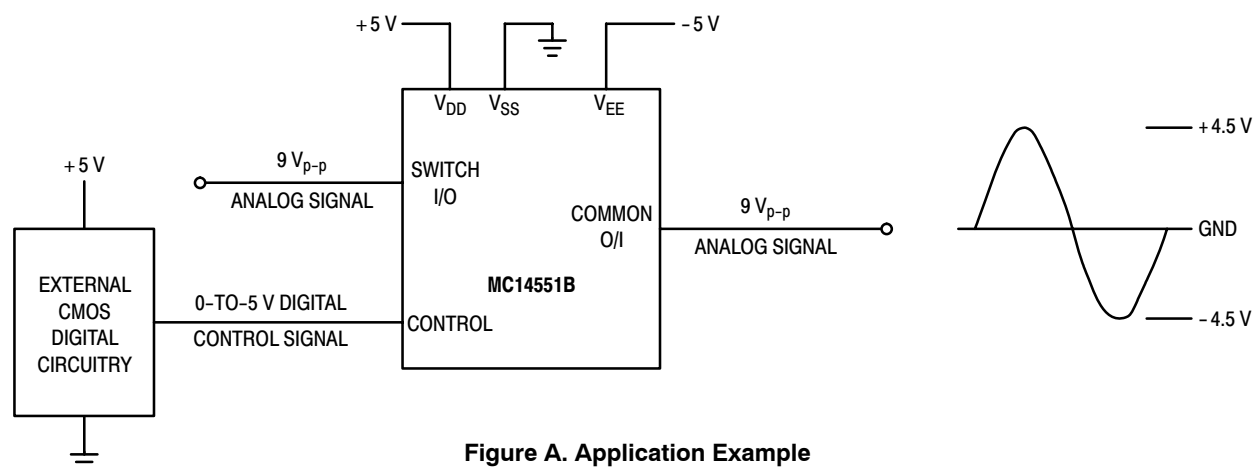 +5 V
−5 V
V_DD
V_SS
V_EE
+5 V
9 V_p-p
ANALOG SIGNAL
SWITCH
I/O
COMMON
O/I
9 V_p-p
ANALOG SIGNAL
+4.5 V
GND
−4.5 V
EXTERNAL
CMOS
DIGITAL
CIRCUITRY
0-TO-5 V DIGITAL
CONTROL SIGNAL
CONTROL
MC14551B
Figure A. Application Example